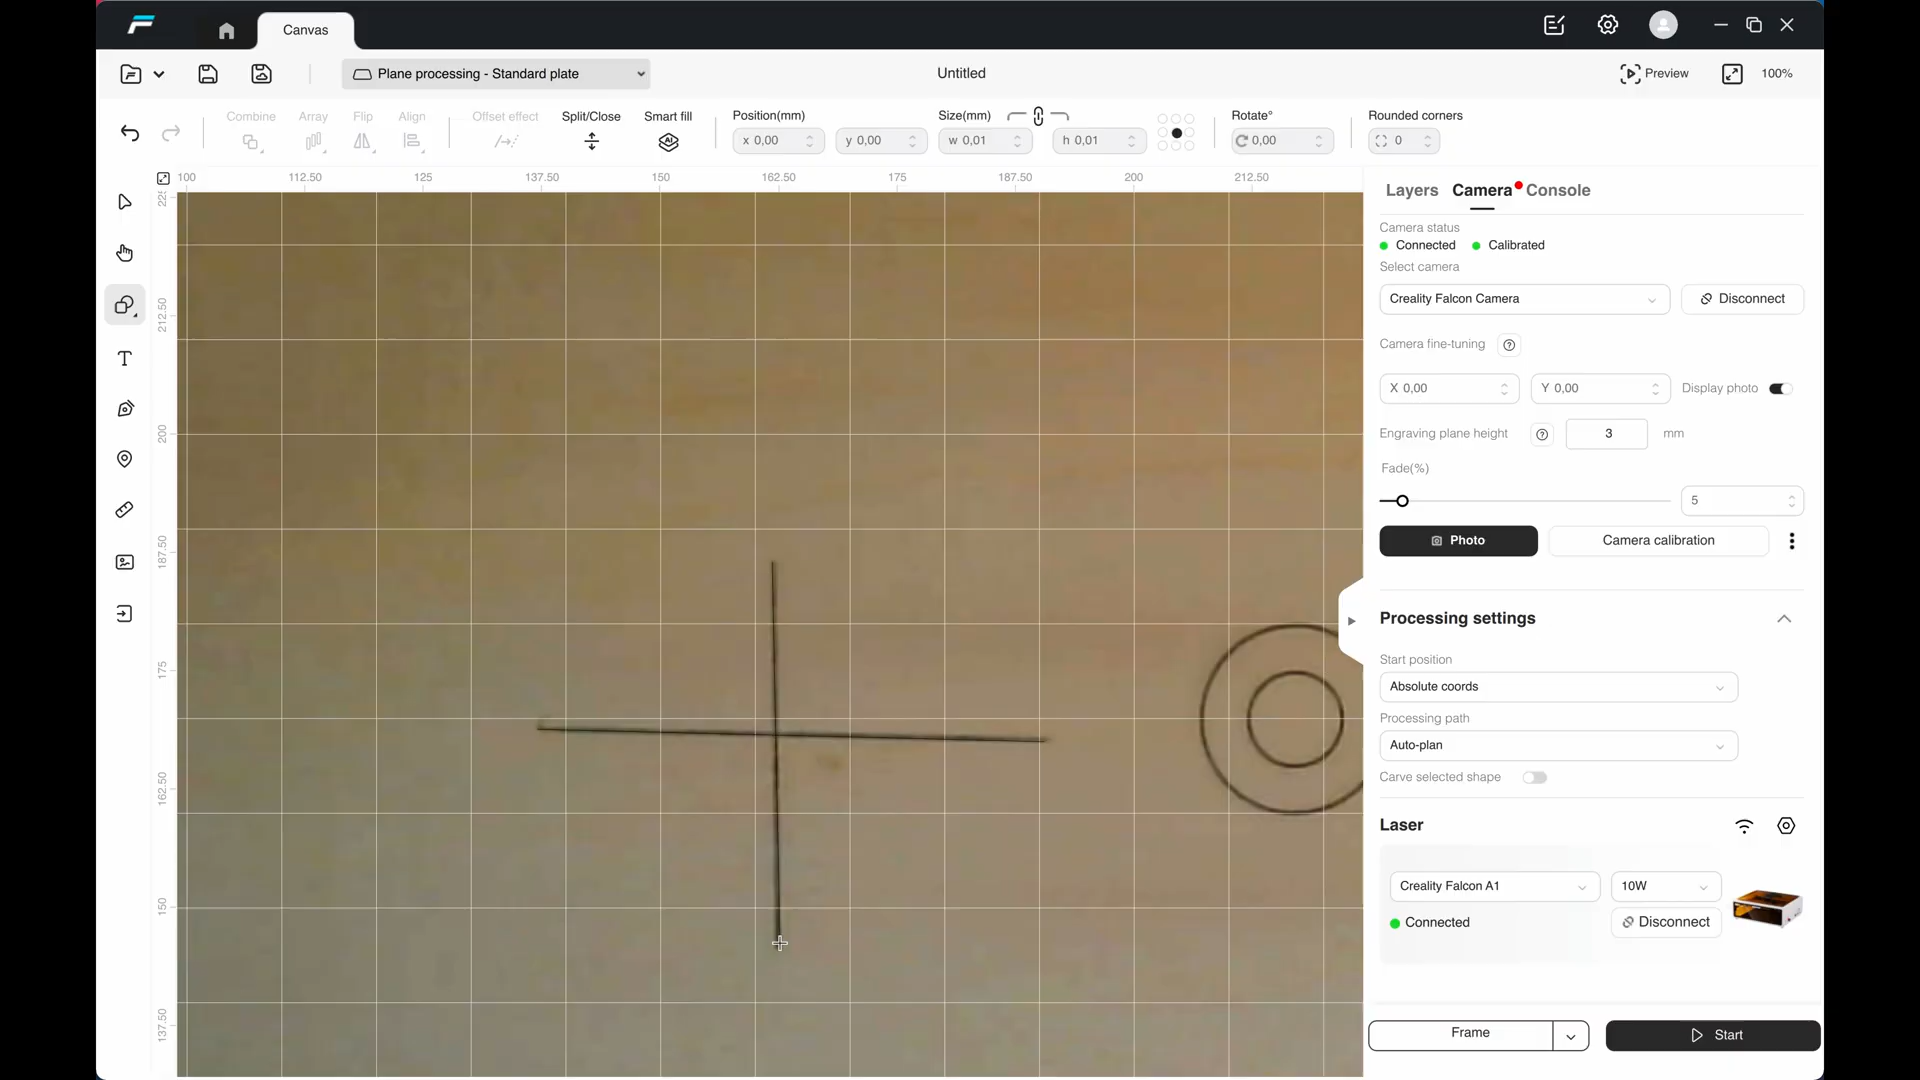 Canvas
Plane processing - Standard plate
Untitled
Preview
100%
Combine
Array
Flip
Align
Offset effect
Split/Close
Smart fill
Position(mm)
Size(mm)
Rotate°
Rounded corners
x 0,00
y 0,00
w 0,01
h 0,01
0,00
0
100
112.50
125
137.50
150
162.50
175
187.50
200
212.50
225
212.50
200
187.50
175
162.50
150
137.50
Layers
Camera
Console
Camera status
Connected
Calibrated
Select camera
Creality Falcon Camera
Disconnect
Camera fine-tuning
X 0,00
Y 0,00
Display photo
Engraving plane height
3
mm
Fade(%)
5
Photo
Camera calibration
Processing settings
Start position
Absolute coords
Processing path
Auto-plan
Carve selected shape
Laser
Creality Falcon A1
10W
Connected
Disconnect
Frame
Start